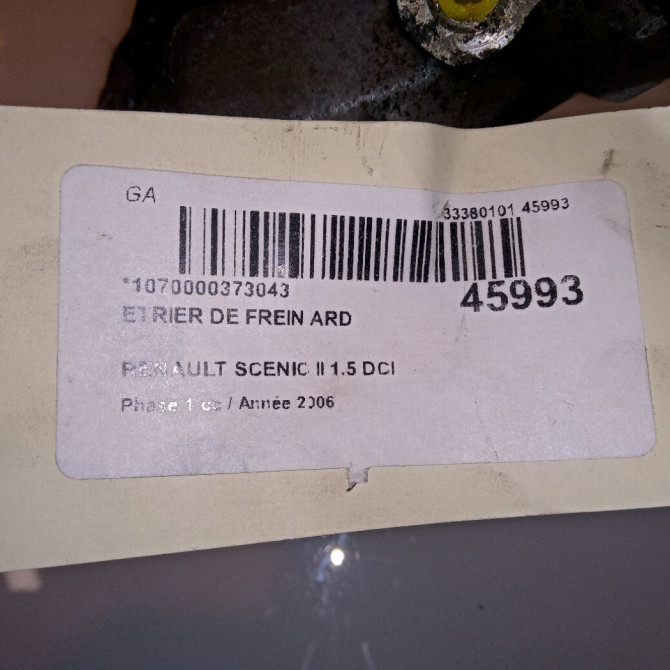 GA
33380101 45993
*1070000373043
45993
ETRIER DE FREIN ARD
RENAULT SCENIC II 1.5 DCI
Phase 1 cc / Année 2006